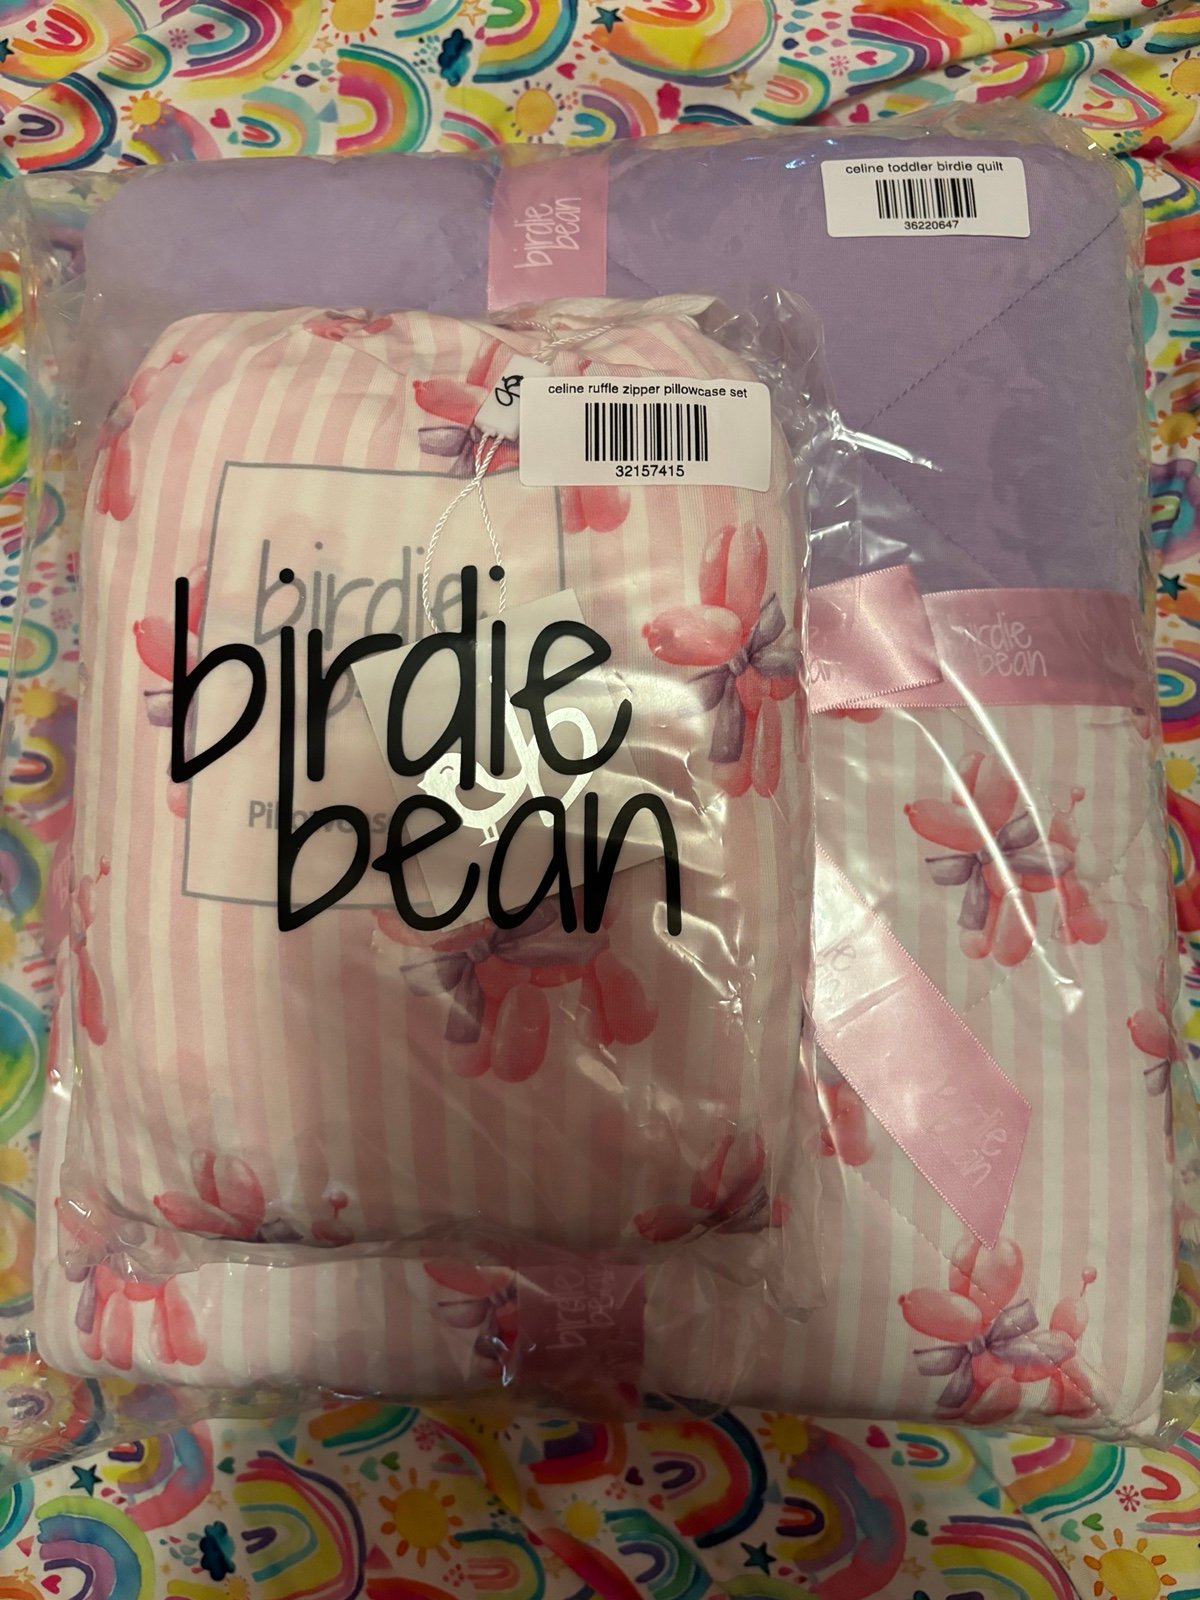 celine toddler birdie quilt
36220647
birdie
bean
celine ruffle zipper pillowcase set
32157415
birdie
birdie
bean
birdie
bean
birdie
bean